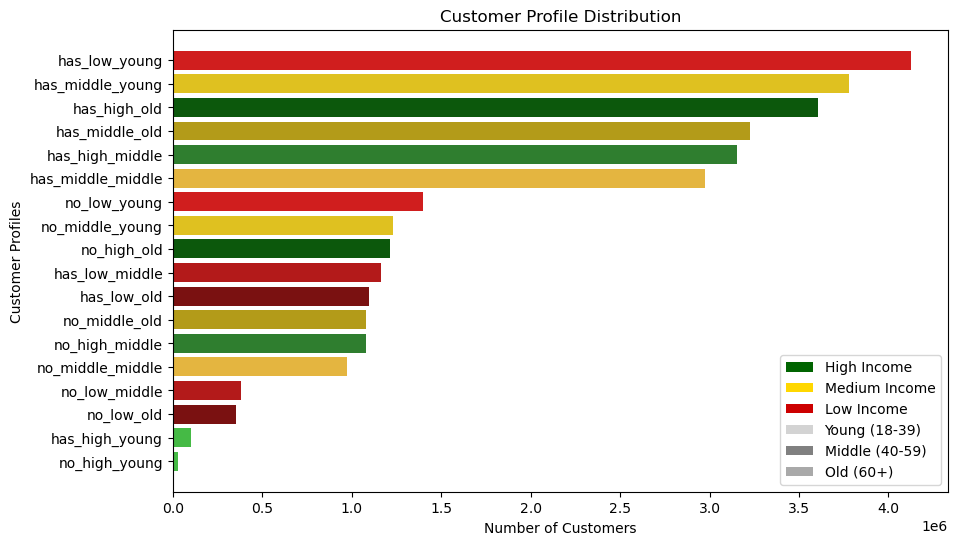 Customer Profile Distribution
Customer Profiles
has_low_young
has_middle_young
has_high_old
has_middle_old
has_high_middle
has_middle_middle
no_low_young
no_middle_young
no_high_old
has_low_middle
has_low_old
no_middle_old
no_high_middle
no_middle_middle
no_low_middle
no_low_old
has_high_young
no_high_young
High Income
Medium Income
Low Income
Young (18-39)
Middle (40-59)
Old (60+)
0.0 0.5 1.0 1.5 2.0 2.5 3.0 3.5 4.0
1e6
Number of Customers